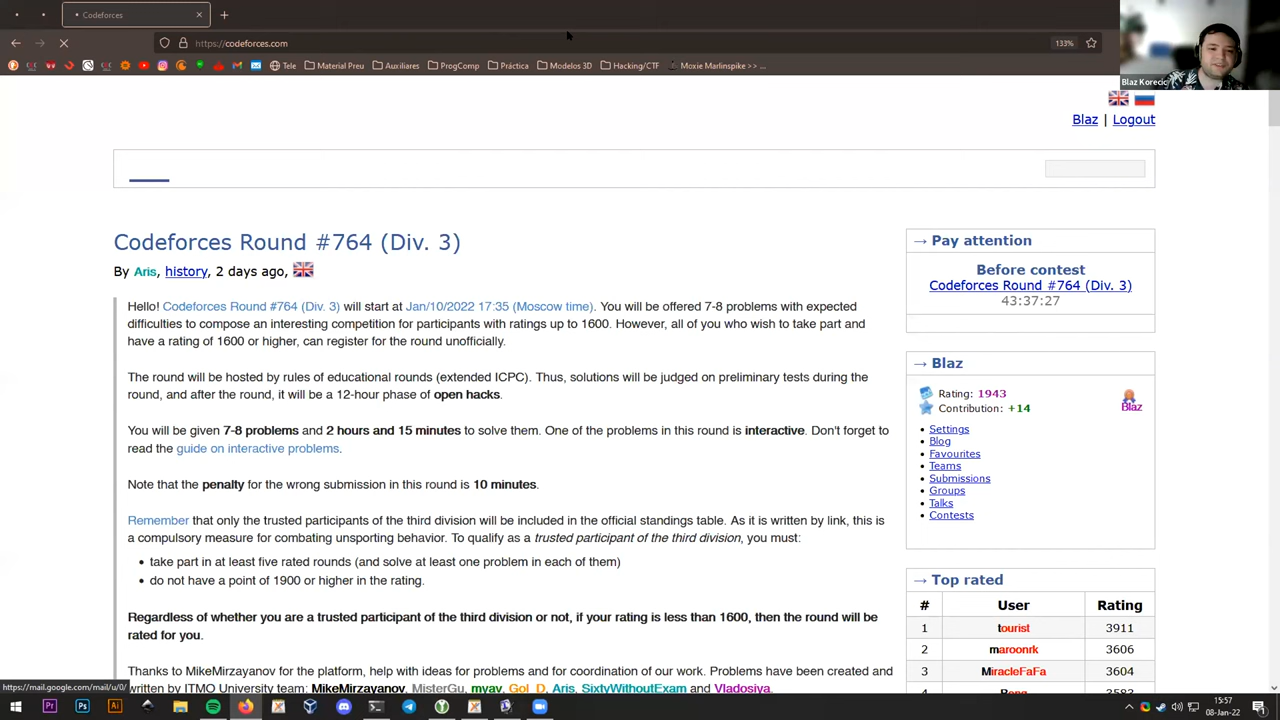 Codeforces
https://codeforces.com
133%
Tele
Material Preu
Auxiliares
ProgComp
Práctica
Modelos 3D
Hacking/CTF
Moxie Marlinspike >> ...
Blaz Korecic
Blaz | Logout
Codeforces Round #764 (Div. 3)
By Aris, history, 2 days ago,
Hello! Codeforces Round #764 (Div. 3) will start at Jan/10/2022 17:35 (Moscow time). You will be offered 7-8 problems with expected
difficulties to compose an interesting competition for participants with ratings up to 1600. However, all of you who wish to take part and
have a rating of 1600 or higher, can register for the round unofficially.
The round will be hosted by rules of educational rounds (extended ICPC). Thus, solutions will be judged on preliminary tests during the
round, and after the round, it will be a 12-hour phase of open hacks.
You will be given 7-8 problems and 2 hours and 15 minutes to solve them. One of the problems in this round is interactive. Don't forget to
read the guide on interactive problems.
Note that the penalty for the wrong submission in this round is 10 minutes.
Remember that only the trusted participants of the third division will be included in the official standings table. As it is written by link, this is
a compulsory measure for combating unsporting behavior. To qualify as a trusted participant of the third division, you must:
• take part in at least five rated rounds (and solve at least one problem in each of them)
• do not have a point of 1900 or higher in the rating.
Regardless of whether you are a trusted participant of the third division or not, if your rating is less than 1600, then the round will be
rated for you.
Thanks to MikeMirzayanov for the platform, help with ideas for problems and for coordination of our work. Problems have been created and
written by ITMO University team: MikeMirzayanov, MisterGu, myav, Gol_D, Aris, SixtyWithoutExam and Vladosiya.
→ Pay attention
Before contest
Codeforces Round #764 (Div. 3)
43:37:27
→ Blaz
Rating: 1943
Contribution: +14
Blaz
• Settings
• Blog
• Favourites
• Teams
• Submissions
• Groups
• Talks
• Contests
→ Top rated
# User Rating
1 tourist 3911
2 maroonrk 3606
3 MiracleFaFa 3604
https://mail.google.com/mail/u/0/
15:57
08-Jan-22